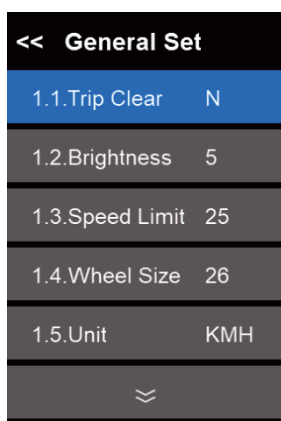 << General Set
1.1.Trip Clear N
1.2.Brightness 5
1.3.Speed Limit 25
1.4.Wheel Size 26
1.5.Unit KMH